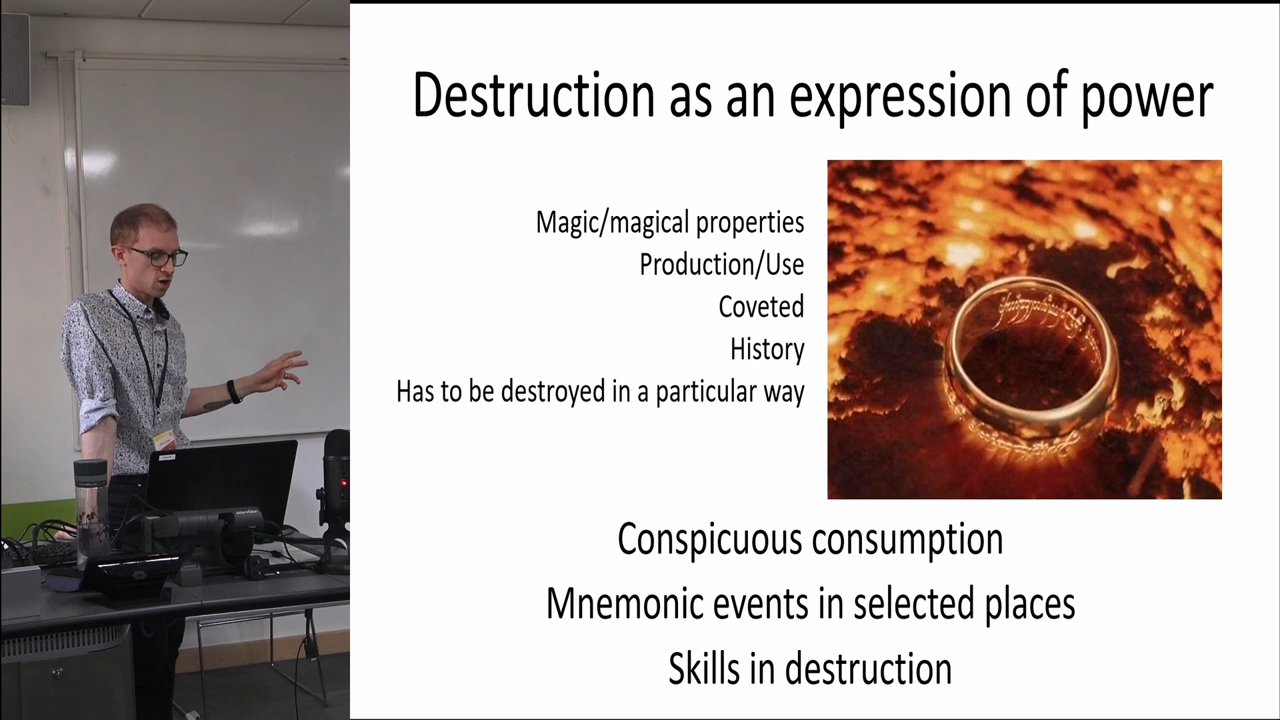 Destruction as an expression of power
Magic/magical properties
Production/Use
Coveted
History
Has to be destroyed in a particular way
Conspicuous consumption
Mnemonic events in selected places
Skills in destruction